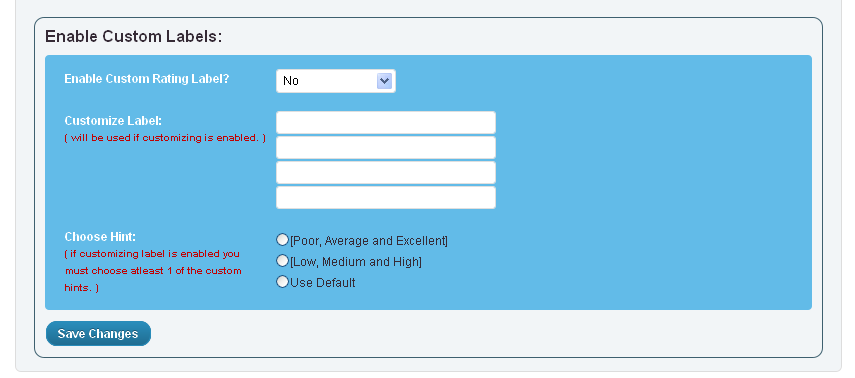 Enable Custom Labels:
Enable Custom Rating Label?
No
Customize Label:
( will be used if customizing is enabled. )
Choose Hint:
( if customizing label is enabled you
must choose atleast 1 of the custom
hints. )
[Poor, Average and Excellent]
[Low, Medium and High]
Use Default
Save Changes